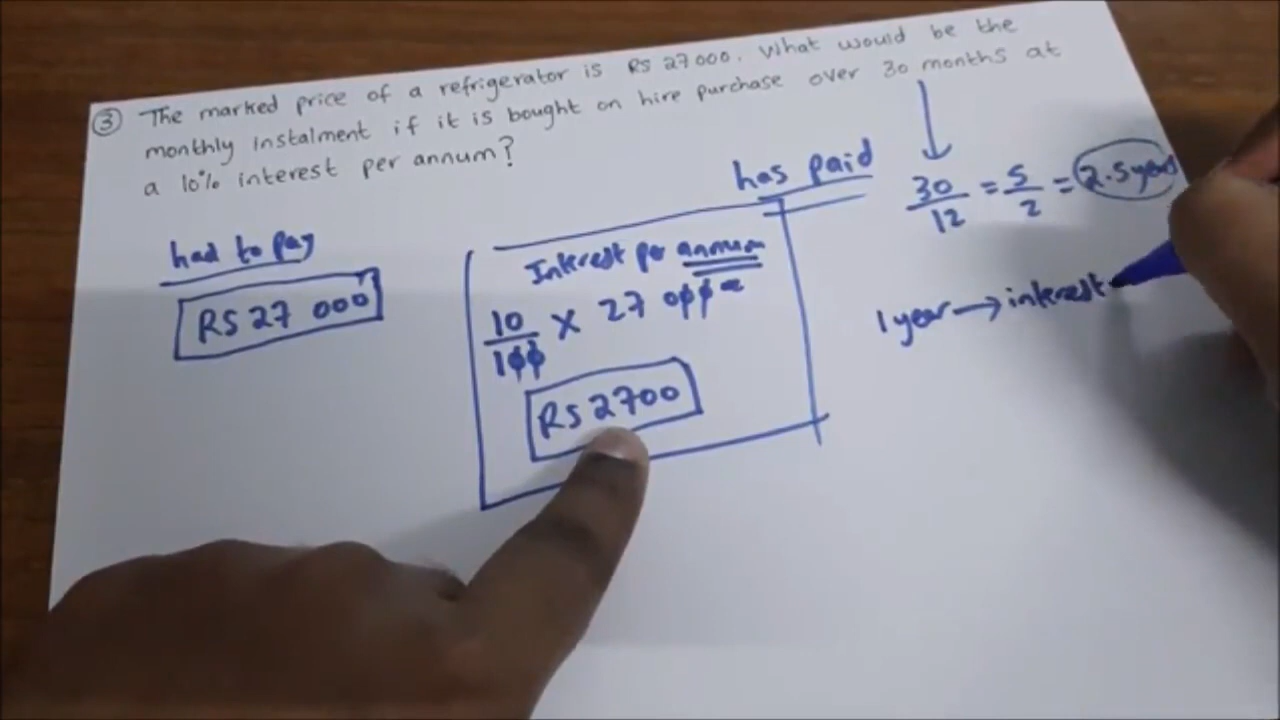 ③ The marked price of a refrigerator is RS 27000. What would be the
monthly instalment if it is bought on hire purchase over 30 months at
a 10% interest per annum?
had to pay
RS 27 000
has paid
Interest per annum
10/100 X 27 000
RS 2700
30/12 = 5/2 = 2.5 years
1 year → interest